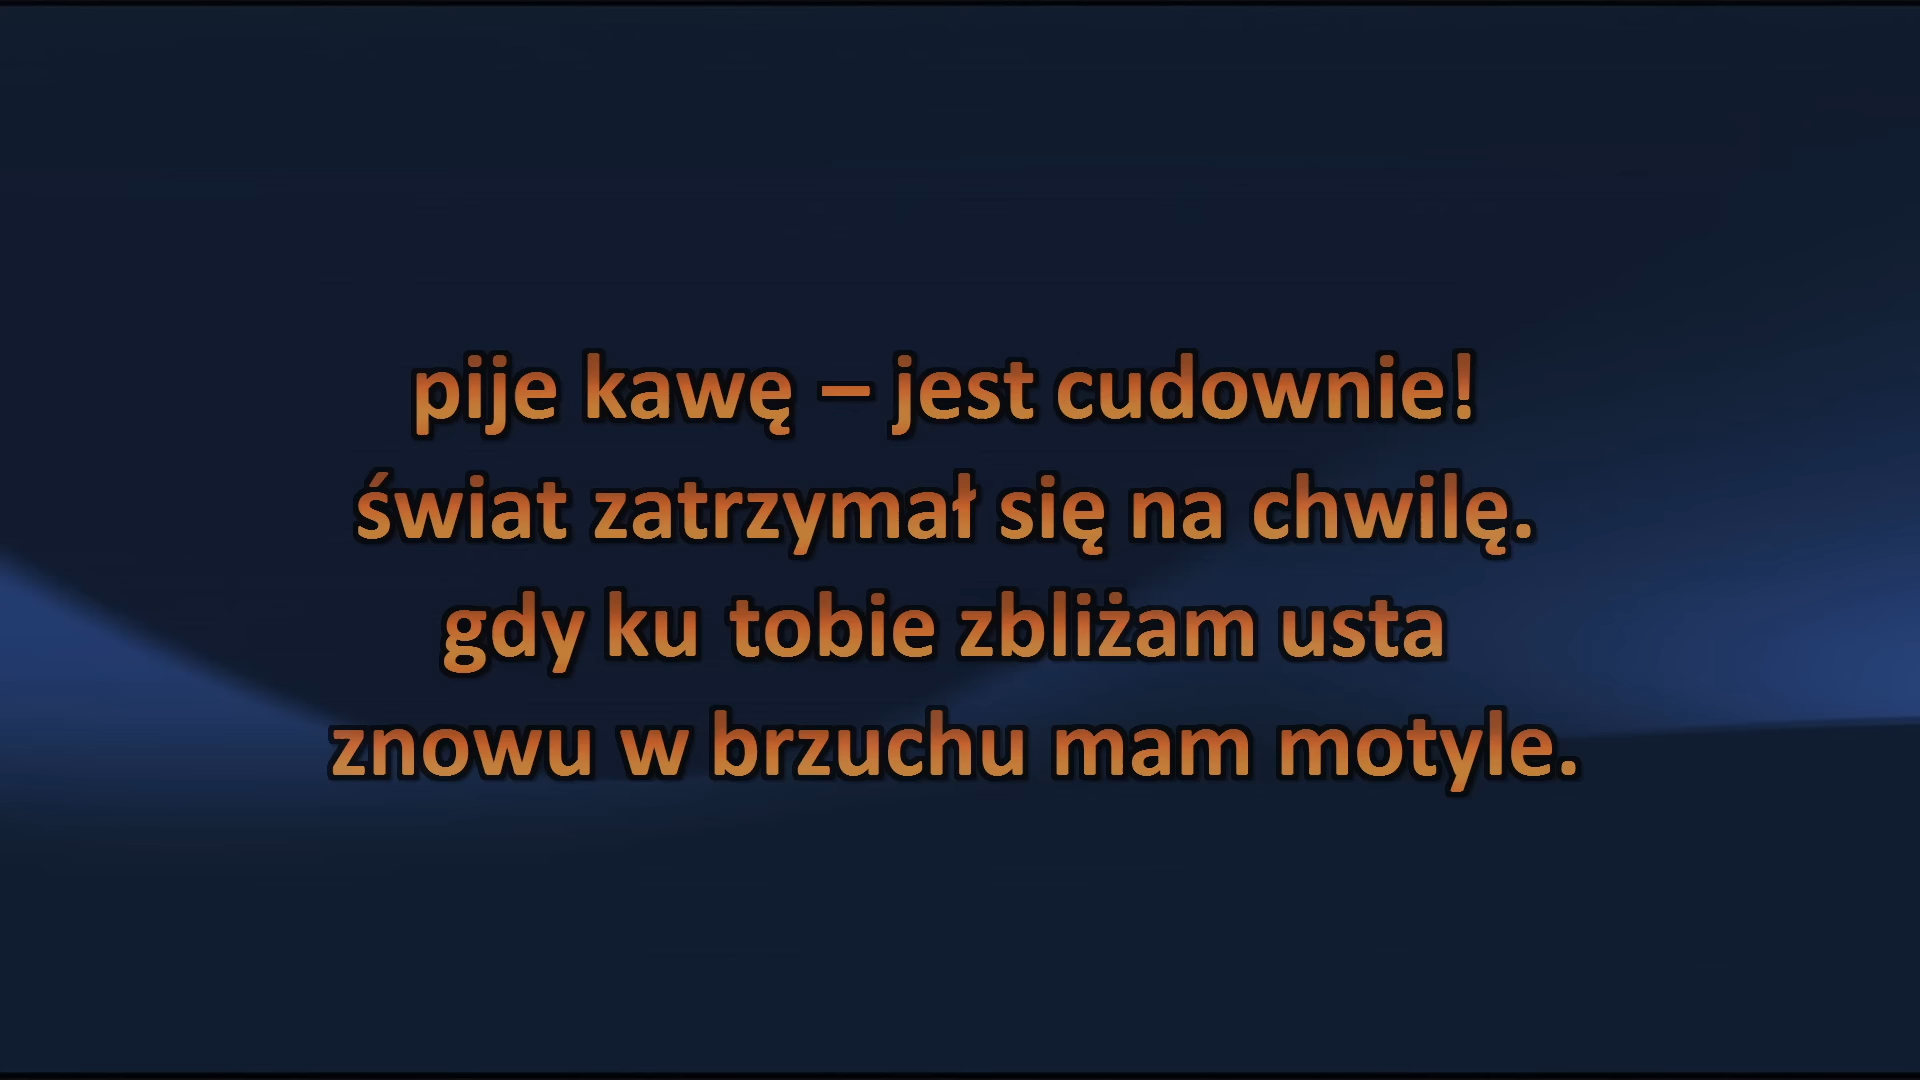 pije kawę – jest cudownie!
świat zatrzymał się na chwilę.
gdy ku tobie zbliżam usta
znowu w brzuchu mam motyle.